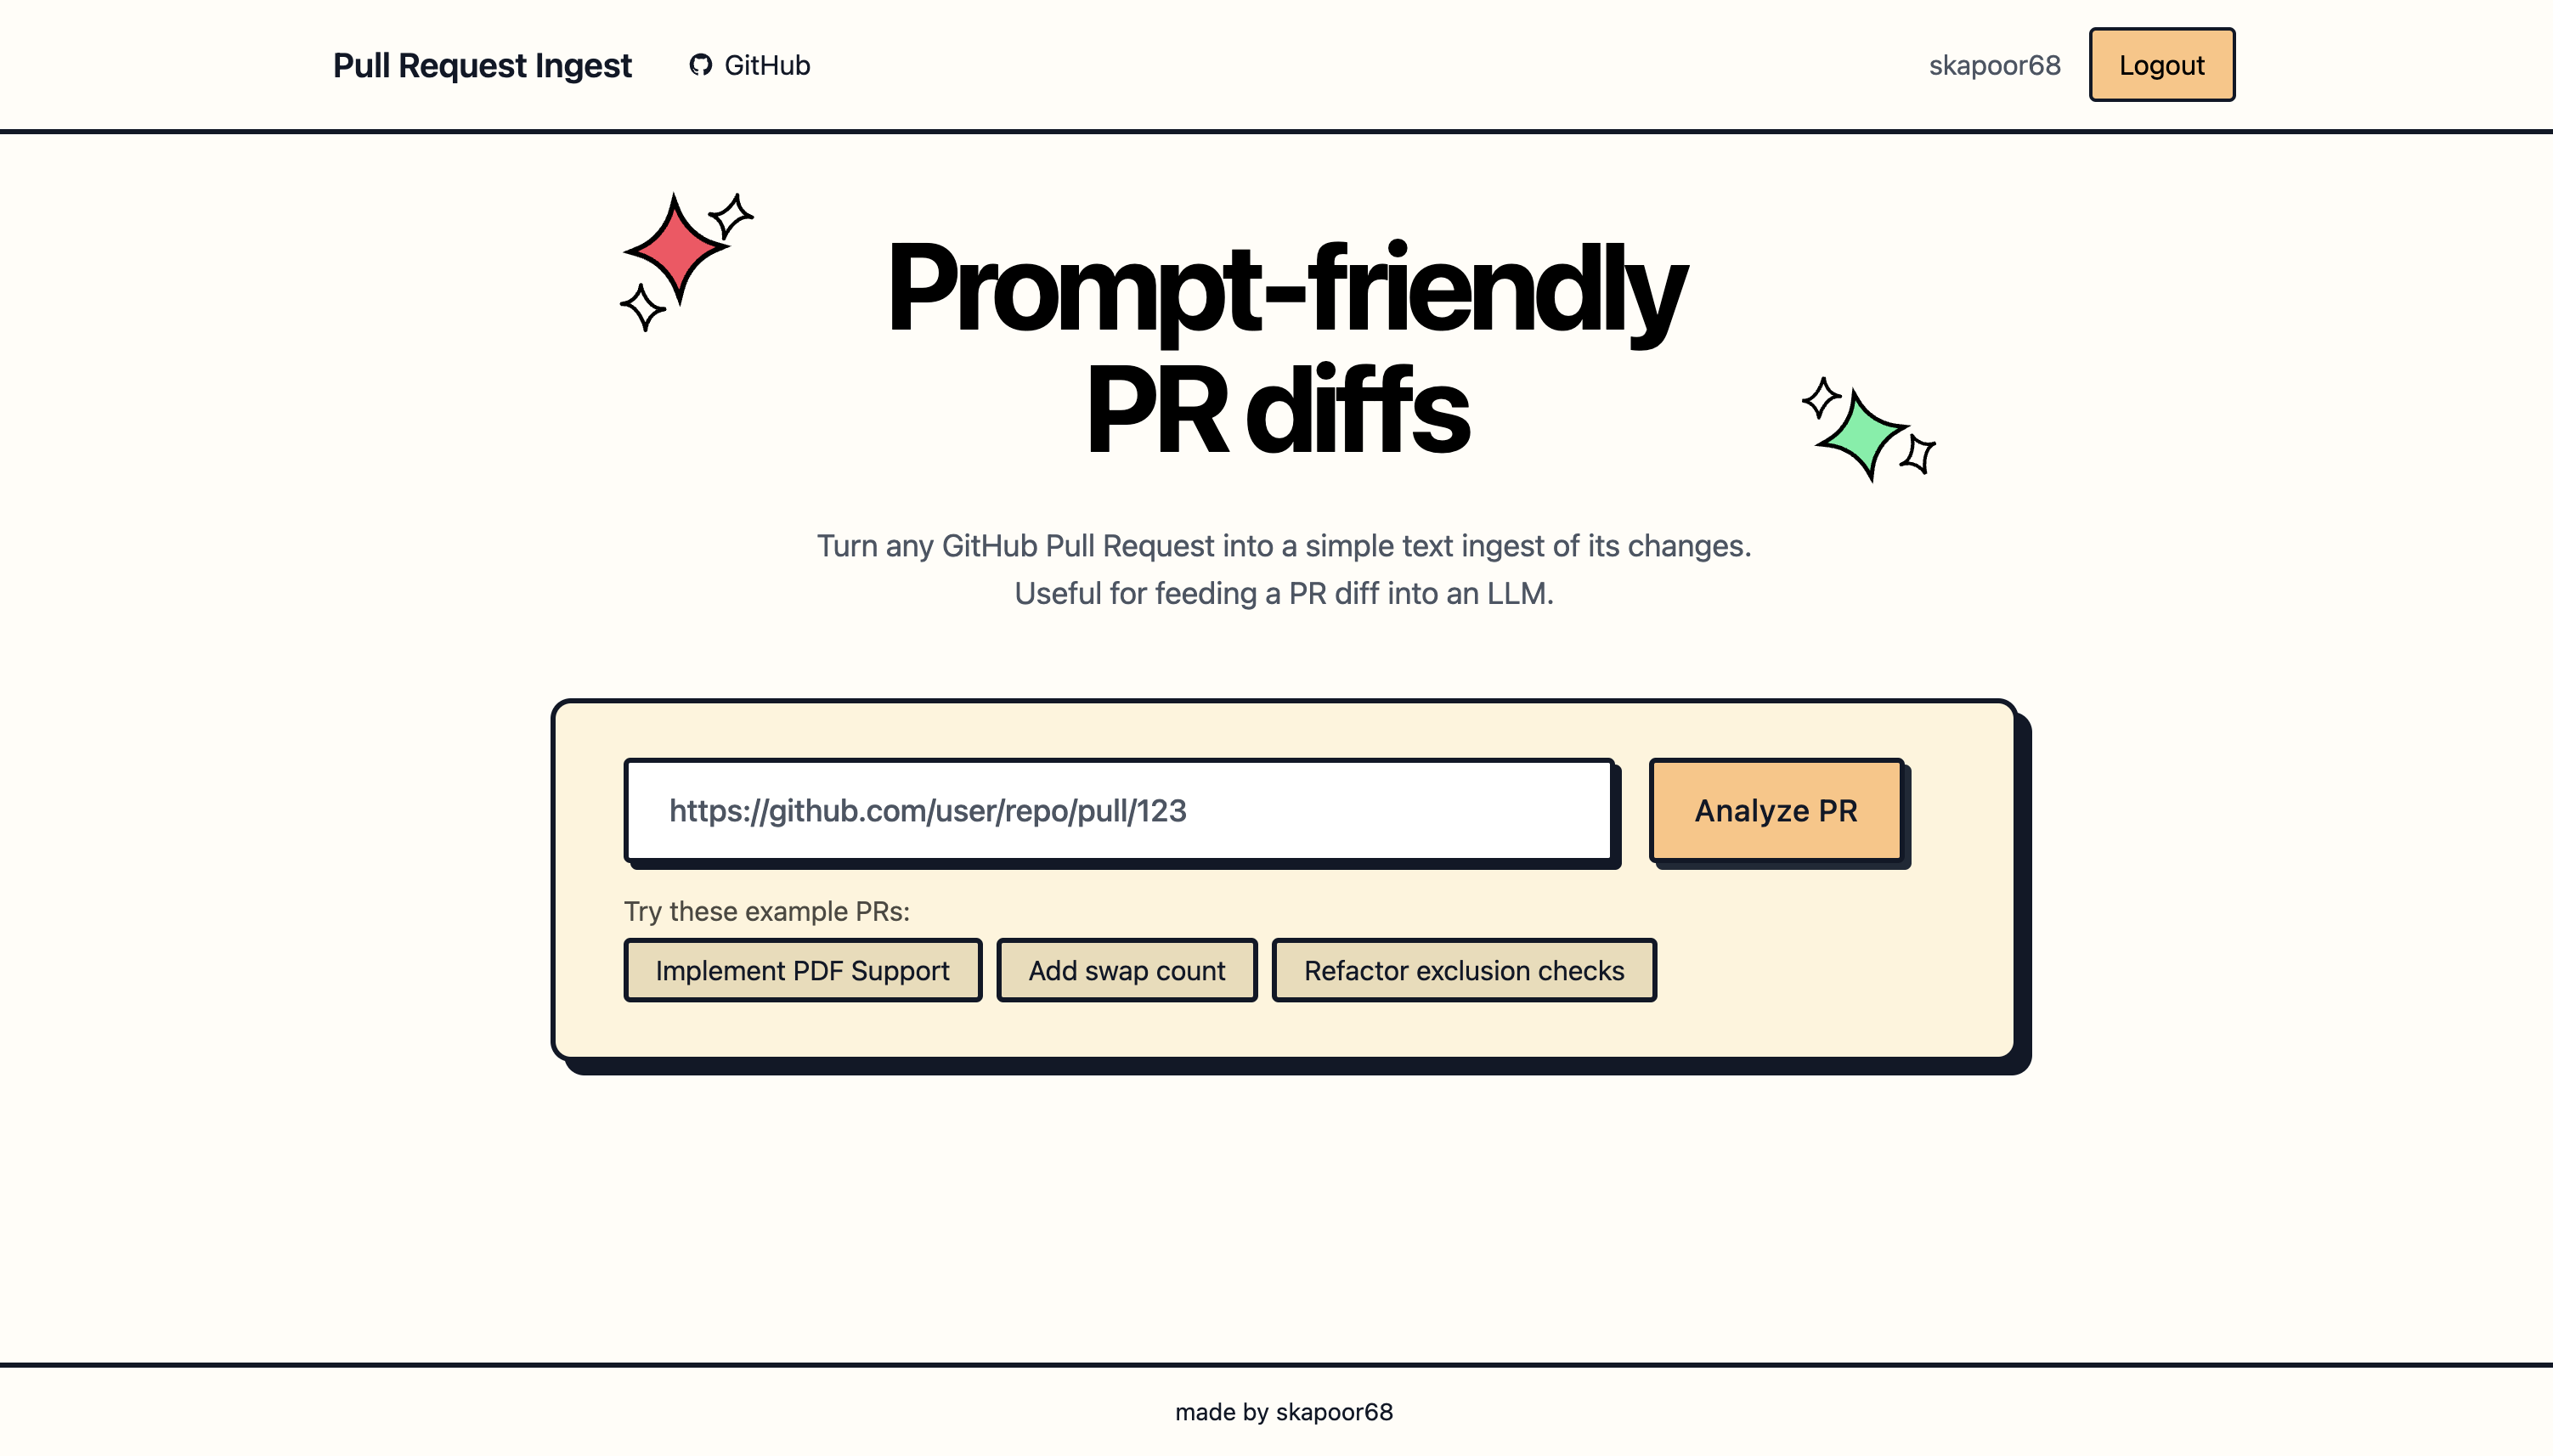 Pull Request Ingest
GitHub
skapoor68
Logout
Prompt-friendly
PR diffs
Turn any GitHub Pull Request into a simple text ingest of its changes.
Useful for feeding a PR diff into an LLM.
https://github.com/user/repo/pull/123
Analyze PR
Try these example PRs:
Implement PDF Support
Add swap count
Refactor exclusion checks
made by skapoor68